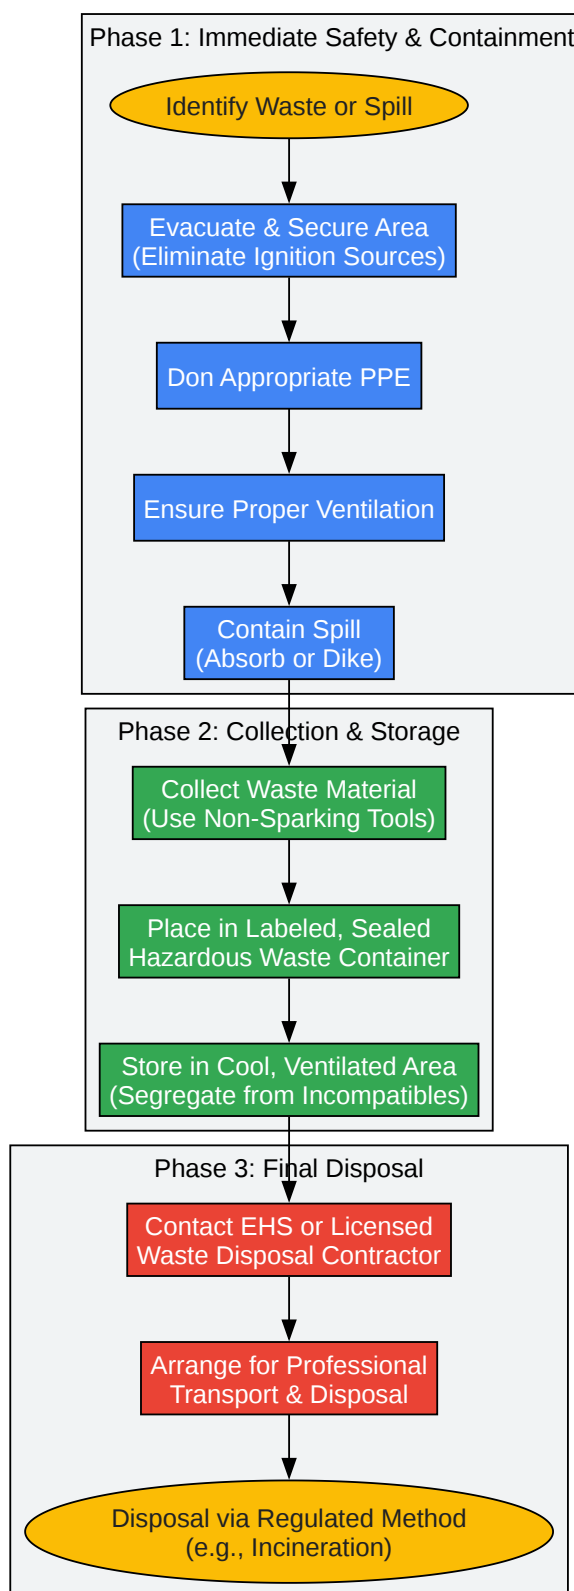 Phase 1: Immediate Safety & Containment
Identify Waste or Spill
Evacuate & Secure Area
(Eliminate Ignition Sources)
Don Appropriate PPE
Ensure Proper Ventilation
Contain Spill
(Absorb or Dike)
Phase 2: Collection & Storage
Collect Waste Material
(Use Non-Sparking Tools)
Place in Labeled, Sealed
Hazardous Waste Container
Store in Cool, Ventilated Area
(Segregate from Incompatibles)
Phase 3: Final Disposal
Contact EHS or Licensed
Waste Disposal Contractor
Arrange for Professional
Transport & Disposal
Disposal via Regulated Method
(e.g., Incineration)